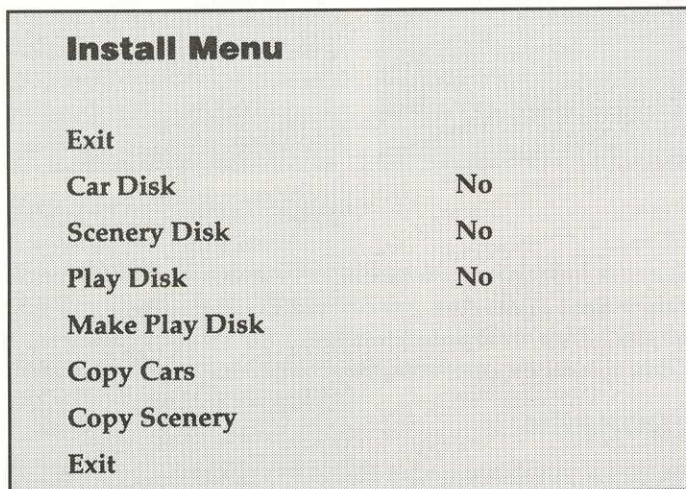 Install Menu
Exit
Car Disk No
Scenery Disk No
Play Disk No
Make Play Disk
Copy Cars
Copy Scenery
Exit